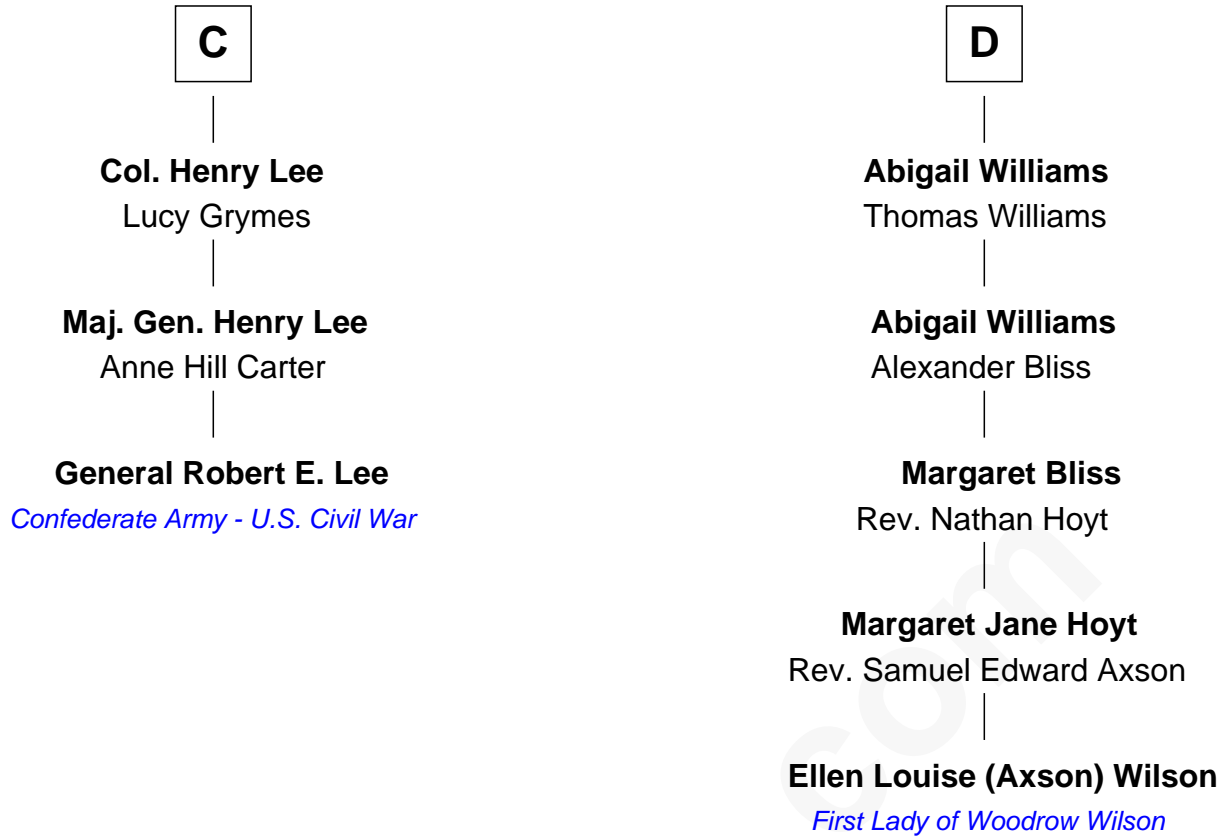 C
Col. Henry Lee
Lucy Grymes
Maj. Gen. Henry Lee
Anne Hill Carter
General Robert E. Lee
Confederate Army - U.S. Civil War
D
Abigail Williams
Thomas Williams
Abigail Williams
Alexander Bliss
Margaret Bliss
Rev. Nathan Hoyt
Margaret Jane Hoyt
Rev. Samuel Edward Axson
Ellen Louise (Axson) Wilson
First Lady of Woodrow Wilson
com